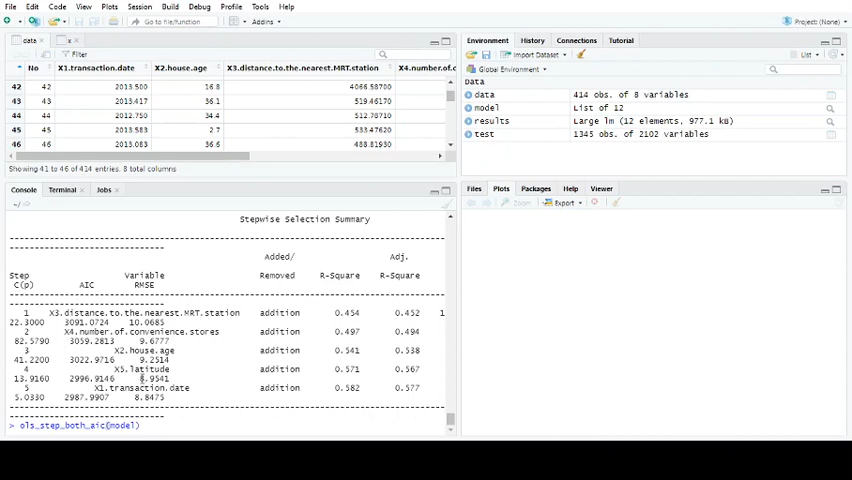 File Edit Code View Plots Session Build Debug Profile Tools Help
Go to file/function
Addins
Project: (None)
data
x
Filter
No X1.transaction.date X2.house.age X3.distance.to.the.nearest.MRT.station X4.number.of.c
42 42 2013.500 16.8 4066.58700
43 43 2013.417 36.1 519.46170
44 44 2012.750 34.4 512.78710
45 45 2013.583 2.7 533.47620
46 46 2013.083 36.6 488.81930
Showing 41 to 46 of 414 entries, 8 total columns
Console Terminal Jobs
~/
Stepwise Selection Summary
Added/ Adj.
Step Variable Removed R-Square R-Square
C(p) AIC RMSE
1 X3.distance.to.the.nearest.MRT.station addition 0.454 0.452 1
22.3000 3091.0724 10.0685
2 X4.number.of.convenience.stores addition 0.497 0.494
82.5790 3059.2813 9.6777
3 X2.house.age addition 0.541 0.538
41.2200 3022.9716 9.2514
4 X5.latitude addition 0.571 0.567
13.9160 2996.9146 8.9541
5 X1.transaction.date addition 0.582 0.577
5.0330 2987.9907 8.8475
> ols_step_both_aic(model)
Environment History Connections Tutorial
Import Dataset
List
Global Environment
Data
data 414 obs. of 8 variables
model List of 12
results Large lm (12 elements, 977.1 kB)
test 1345 obs. of 2102 variables
Files Plots Packages Help Viewer
Zoom Export